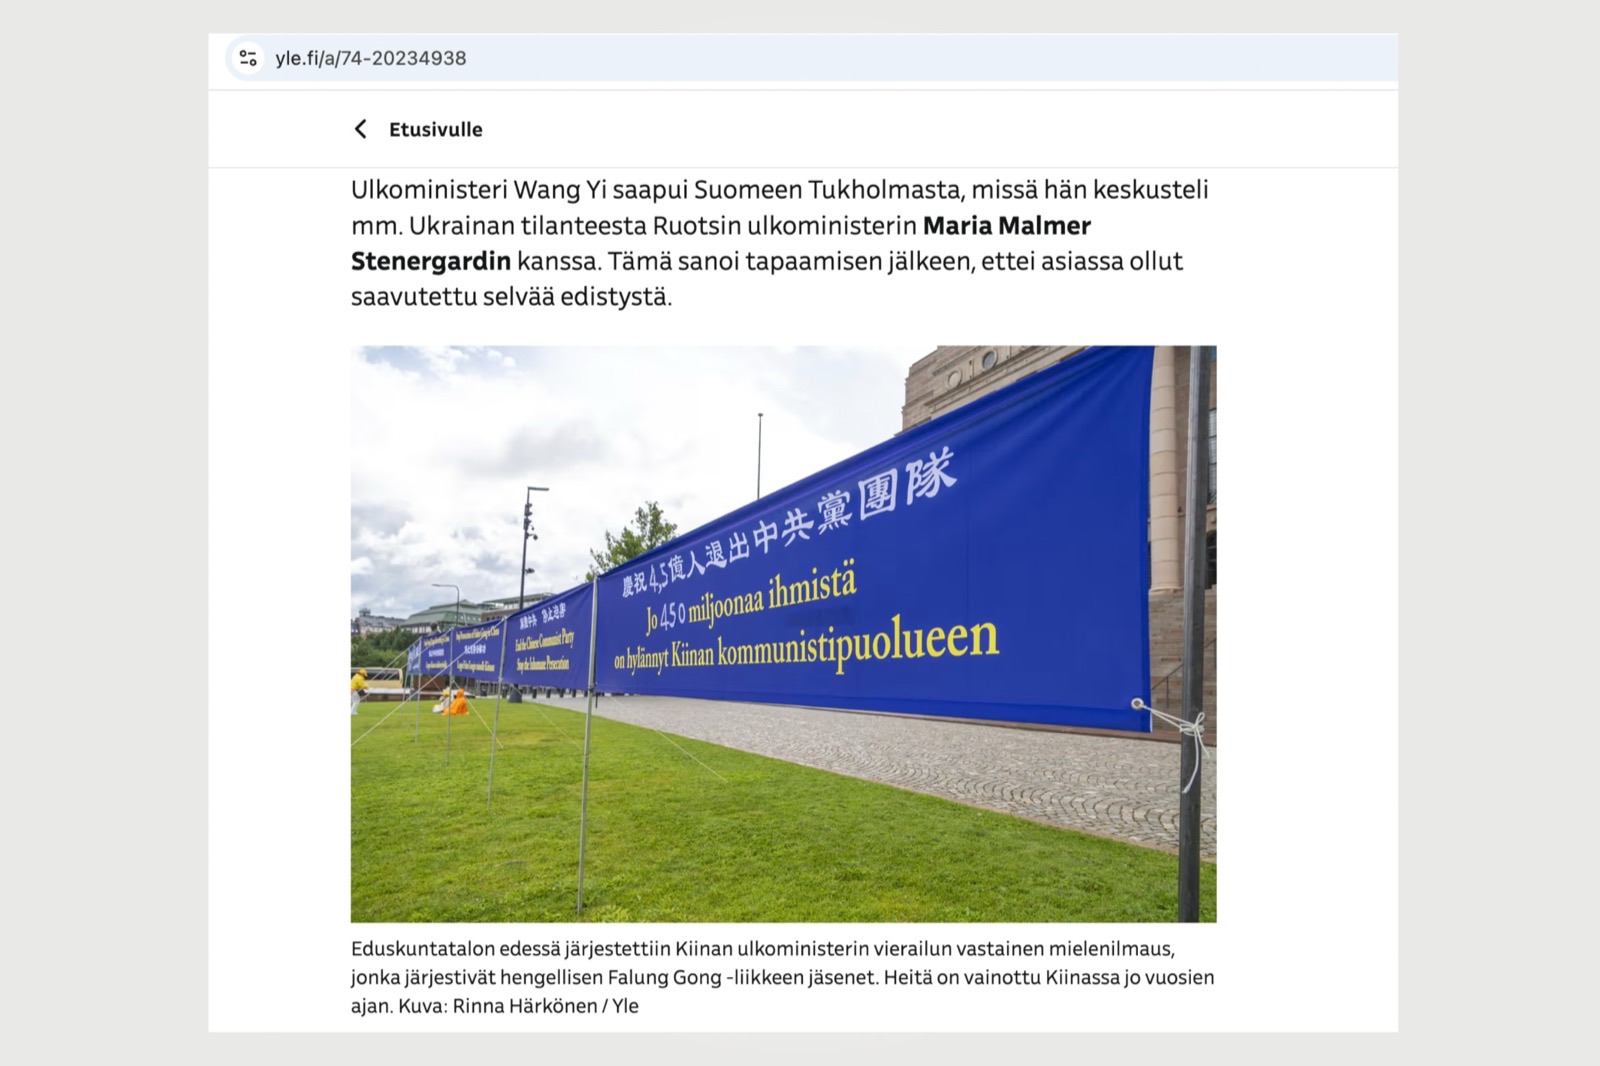 yle.fi/a/74-20234938
Etusivulle
Ulkoministeri Wang Yi saapui Suomeen Tukholmasta, missä hän keskusteli
mm. Ukrainan tilanteesta Ruotsin ulkoministerin Maria Malmer
Stenergardin kanssa. Tämä sanoi tapaamisen jälkeen, ettei asiassa ollut
saavutettu selvää edistystä.
慶祝4,5億人退出中共黨團隊
Jo 450 miljoonaa ihmistä
on hylännyt Kiinan kommunistipuolueen
End the Chinese Communist Party
Stop the Inhumane Persecution
Eduskuntatalon edessä järjestettiin Kiinan ulkoministerin vierailun vastainen mielenilmaus,
jonka järjestivät hengellisen Falung Gong -liikkeen jäsenet. Heitä on vainottu Kiinassa jo vuosien
ajan. Kuva: Rinna Härkönen / Yle